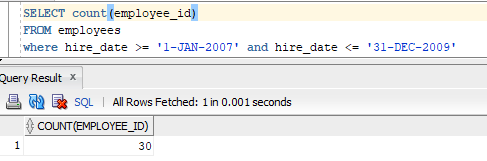 SELECT count(employee_id)
FROM employees
where hire_date >= '1-JAN-2007' and hire_date <= '31-DEC-2009'
Query Result x
SQL | All Rows Fetched: 1 in 0.001 seconds
COUNT(EMPLOYEE_ID)
1 30